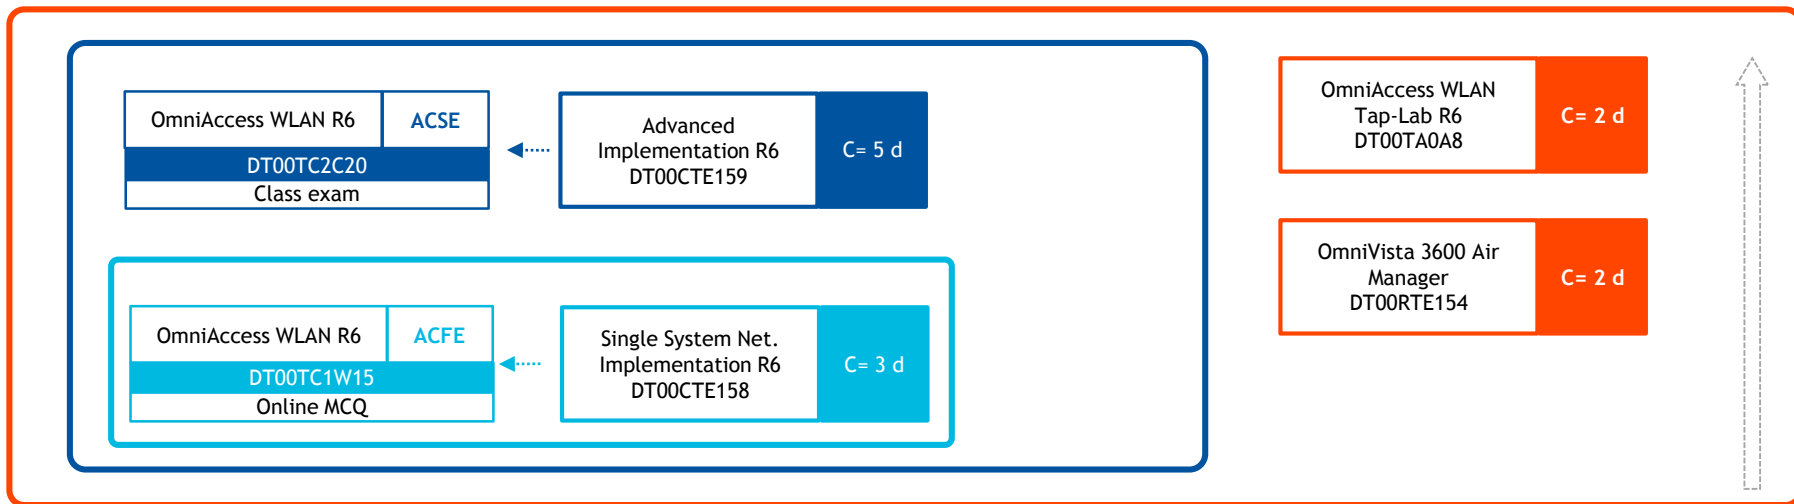 OmniAccess WLAN R6
ACSE
DT00TC2C20
Class exam
Advanced
Implementation R6
DT00CTE159
C= 5 d
OmniAccess WLAN
Tap-Lab R6
DT00TA0A8
C= 2 d
OmniVista 3600 Air
Manager
DT00RTE154
C= 2 d
OmniAccess WLAN R6
ACFE
DT00TC1W15
Online MCQ
Single System Net.
Implementation R6
DT00CTE158
C= 3 d